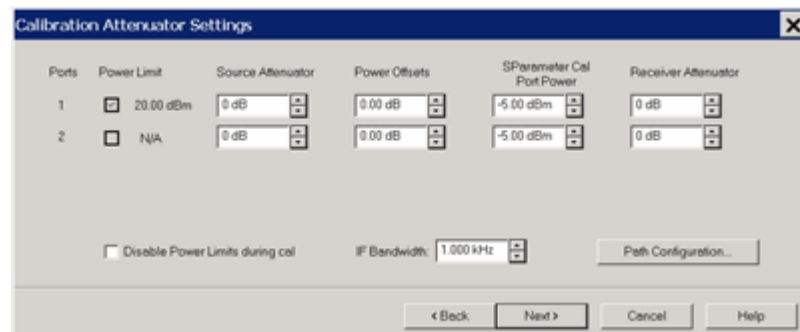 Calibration Attenuator Settings
Ports Power Limit Source Attenuator Power Offsets SParameter Cal Port Power Receiver Attenuator
1 20.00 dBm 0 dB 0.00 dB -5.00 dBm 0 dB
2 N/A 0 dB 0.00 dB -5.00 dBm 0 dB
Disable Power Limits during cal IF Bandwidth: 1.000 kHz Path Configuration...
< Back Next > Cancel Help